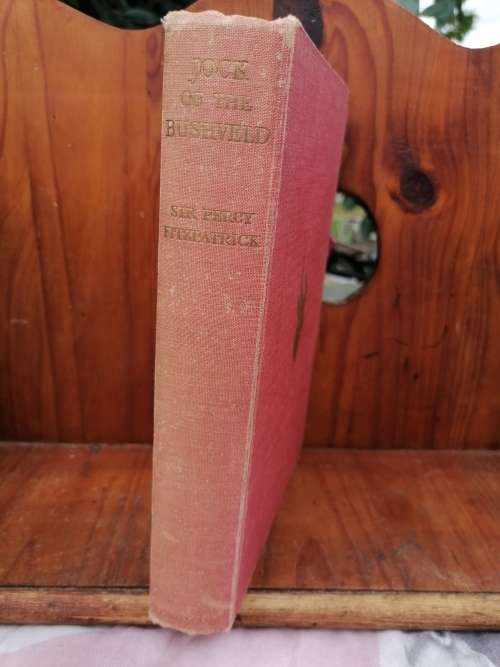 JOCK
OF THE
BUSHVELD
SIR PERCY
FITZPATRICK